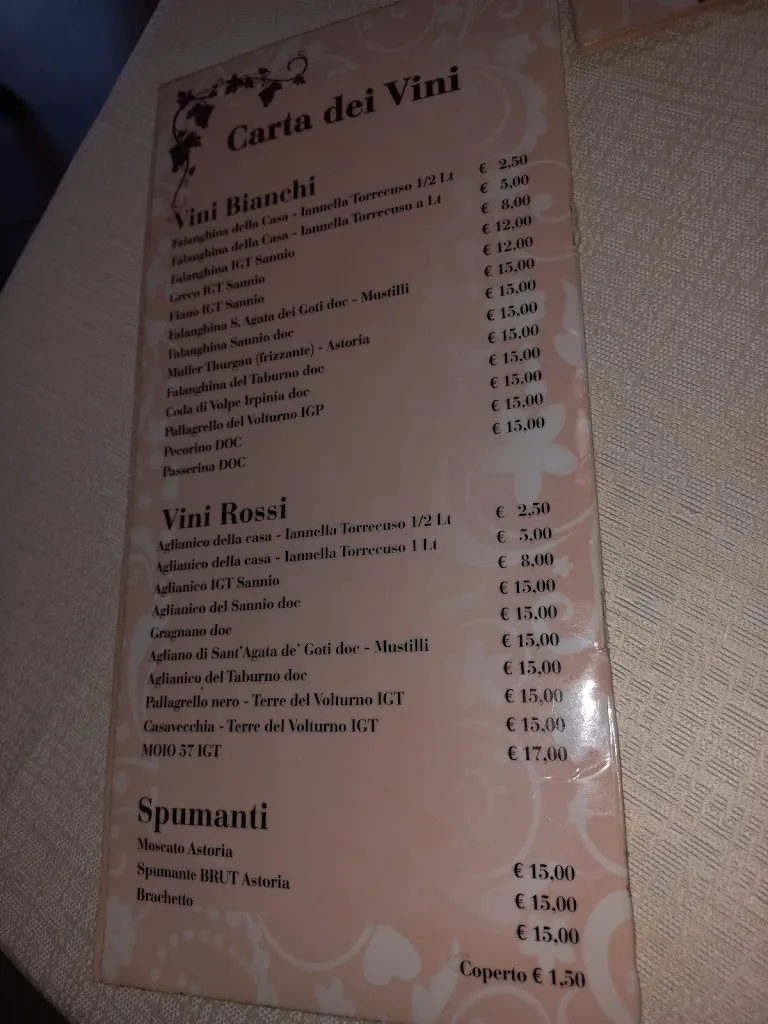 Carta dei Vini
Vini Bianchi
Falanghina della Casa - Iannella Torrecuso 1/2 Lt € 2,50
Falanghina della Casa - Iannella Torrecuso a Lt € 5,00
Falanghina IGT Sannio € 8,00
Greco IGT Sannio € 12,00
Fiano IGT Sannio € 12,00
Falanghina S. Agata dei Goti doc - Mustilli € 15,00
Falanghina Sannio doc € 15,00
Muller Thurgau (frizzante) - Astoria € 15,00
Falanghina del Taburno doc € 15,00
Coda di Volpe Irpinia doc € 15,00
Pallagrello del Volturno IGP € 15,00
Pecorino DOC € 15,00
Passerina DOC € 15,00
Vini Rossi
Aglianico della casa - Iannella Torrecuso 1/2 Lt € 2,50
Aglianico della casa - Iannella Torrecuso 1 Lt € 5,00
Aglianico IGT Sannio € 8,00
Aglianico del Sannio doc € 15,00
Gragnano doc € 15,00
Agliano di Sant'Agata de' Goti doc - Mustilli € 15,00
Aglianico del Taburno doc € 15,00
Pallagrello nero - Terre del Volturno IGT € 15,00
Casavecchia - Terre del Volturno IGT € 15,00
MOIO 57 IGT € 17,00
Spumanti
Moscato Astoria € 15,00
Spumante BRUT Astoria € 15,00
Brachetto € 15,00
Coperto € 1,50